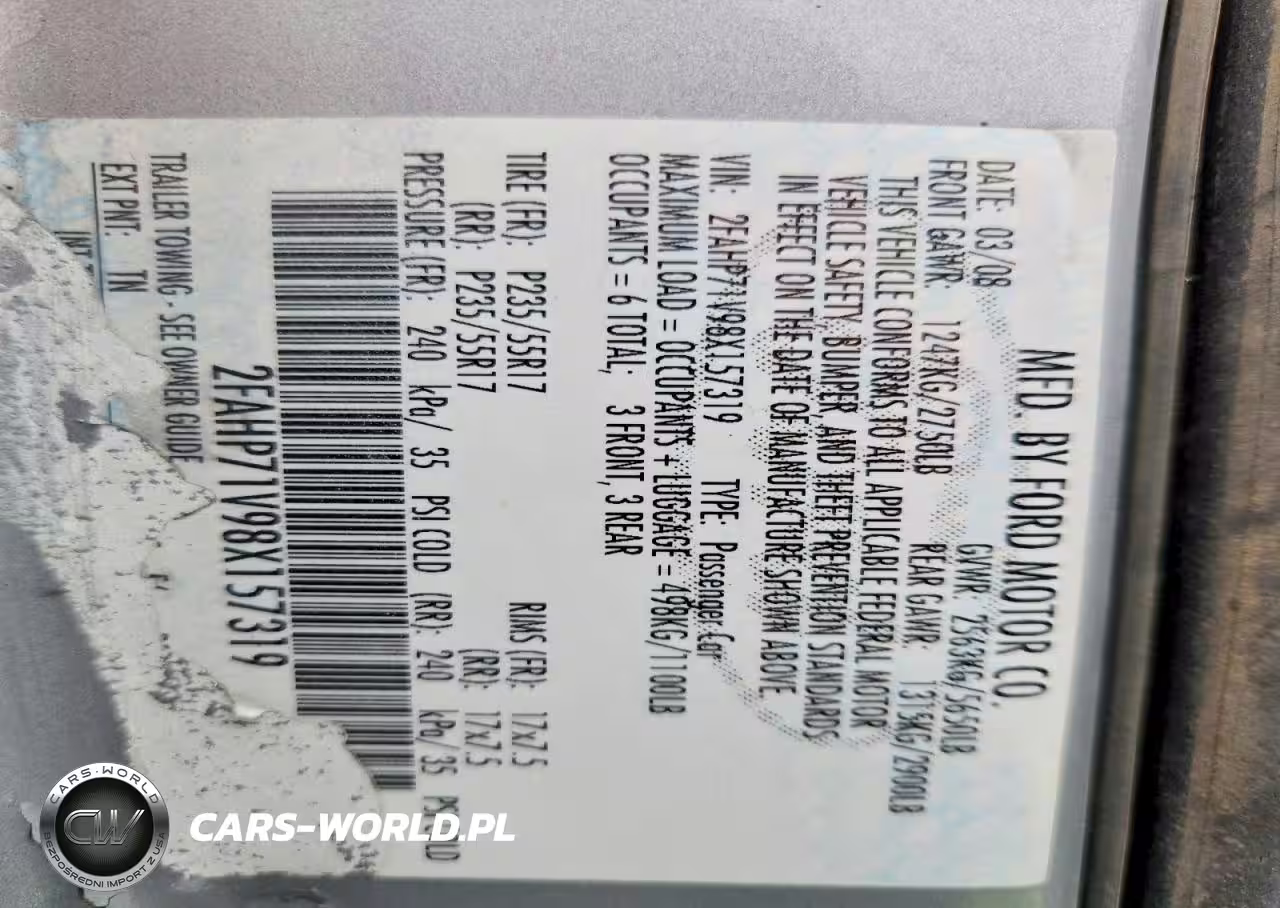 MFD. BY FORD MOTOR CO.
DATE: 03/08 GVWR 2563KG/5650LB
FRONT GAWR: 1247KG/2750LB REAR GAWR: 1313KG/2900LB
THIS VEHICLE CONFORMS TO ALL APPLICABLE FEDERAL MOTOR
VEHICLE SAFETY, BUMPER, AND THEFT PREVENTION STANDARDS
IN EFFECT ON THE DATE OF MANUFACTURE SHOWN ABOVE
VIN: 2FAHP71V98X157319 TYPE: Passenger Car
MAXIMUM LOAD = OCCUPANTS + LUGGAGE = 498KG/1100LB
OCCUPANTS = 6 TOTAL; 3 FRONT, 3 REAR
TIRE (FR): P235/55R17 RIMS (FR): 17x7.5
(RR): P235/55R17 (RR): 17x7.5
PRESSURE (FR): 240 kPa/ 35 PSI COLD (RR): 240 kPa/ 35
2FAHP71V98X157319
TRAILER TOWING - SEE OWNER GUIDE
EXT PNT: TN
CARS-WORLD
CW
BEZPOŚREDNI IMPORT Z USA
CARS-WORLD.PL